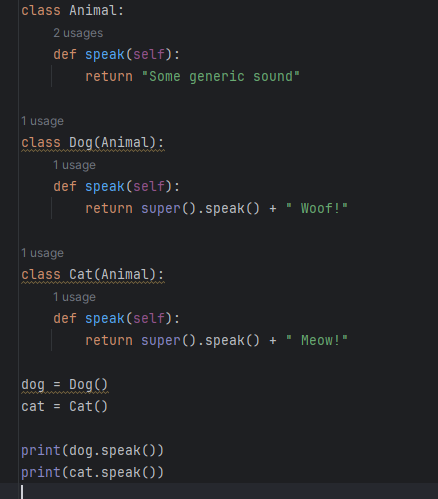 class Animal:
2 usages
def speak(self):
return "Some generic sound"
1 usage
class Dog(Animal):
1 usage
def speak(self):
return super().speak() + " Woof!"
1 usage
class Cat(Animal):
1 usage
def speak(self):
return super().speak() + " Meow!"
dog = Dog()
cat = Cat()
print(dog.speak())
print(cat.speak())